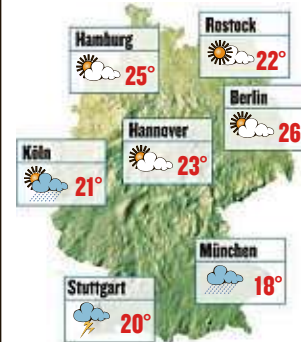 Rostock
22°
Hamburg
25°
Berlin
26
Hannover
23°
Köln
21°
München
18°
Stuttgart
20°